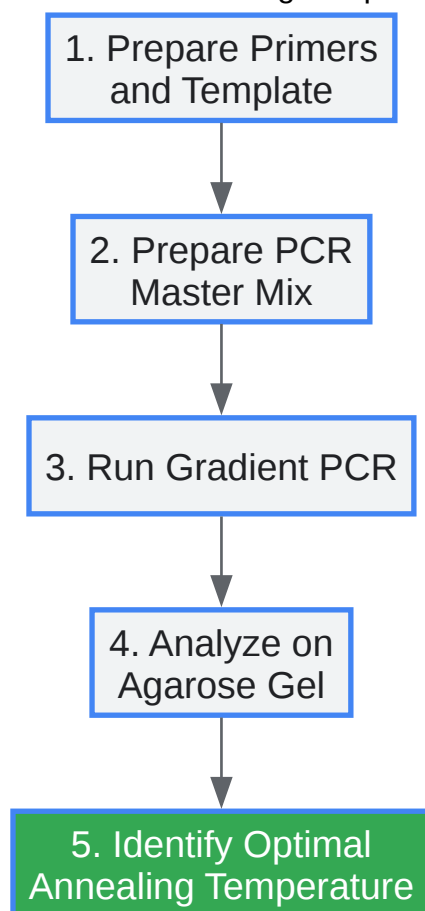 1. Prepare Primers
and Template
2. Prepare PCR
Master Mix
3. Run Gradient PCR
4. Analyze on
Agarose Gel
5. Identify Optimal
Annealing Temperature